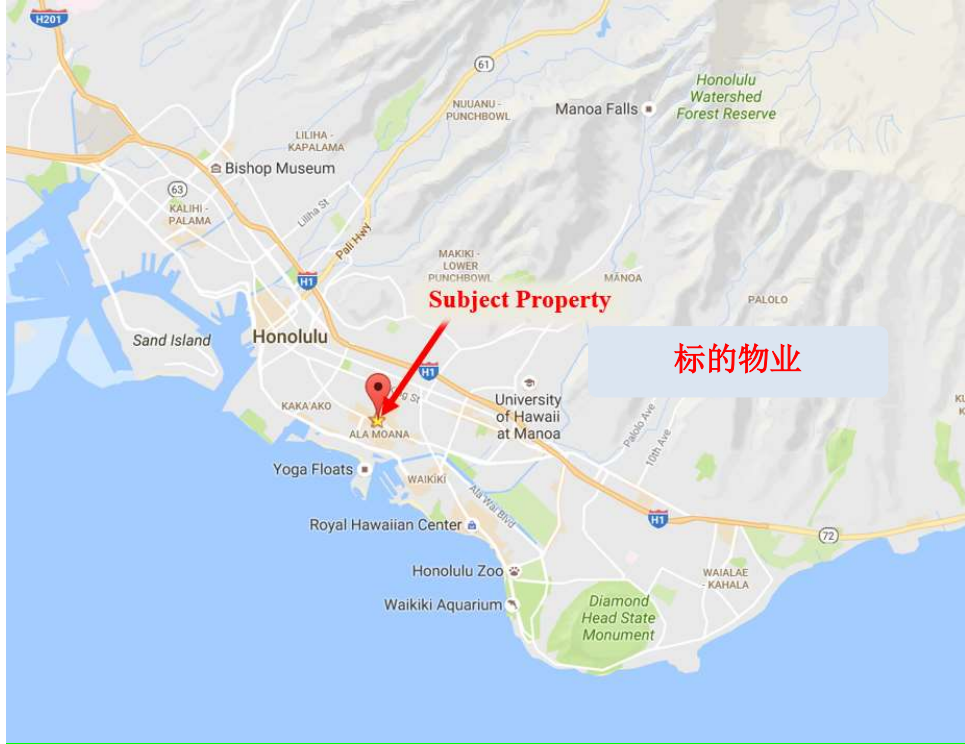 H201
61
Honolulu
Watershed
Forest Reserve
NUUANU -
PUNCHBOWL
Manoa Falls
LILIHA -
KAPALAMA
Bishop Museum
63
KALIHI -
PALAMA
Liliha St
Pali Hwy
MAKIKI -
LOWER
PUNCHBOWL
MĀNOA
H1
Subject Property
PALOLO
Sand Island
Honolulu
标的物业
H1
University
of Hawaii
at Manoa
KAKA'AKO
ALA MOANA
Palolo Ave
10th Ave
Yoga Floats
WAIKĪKĪ
Ala Wai Blvd
Royal Hawaiian Center
H1
72
Honolulu Zoo
WAIALAE
- KAHALA
Waikiki Aquarium
Diamond
Head State
Monument